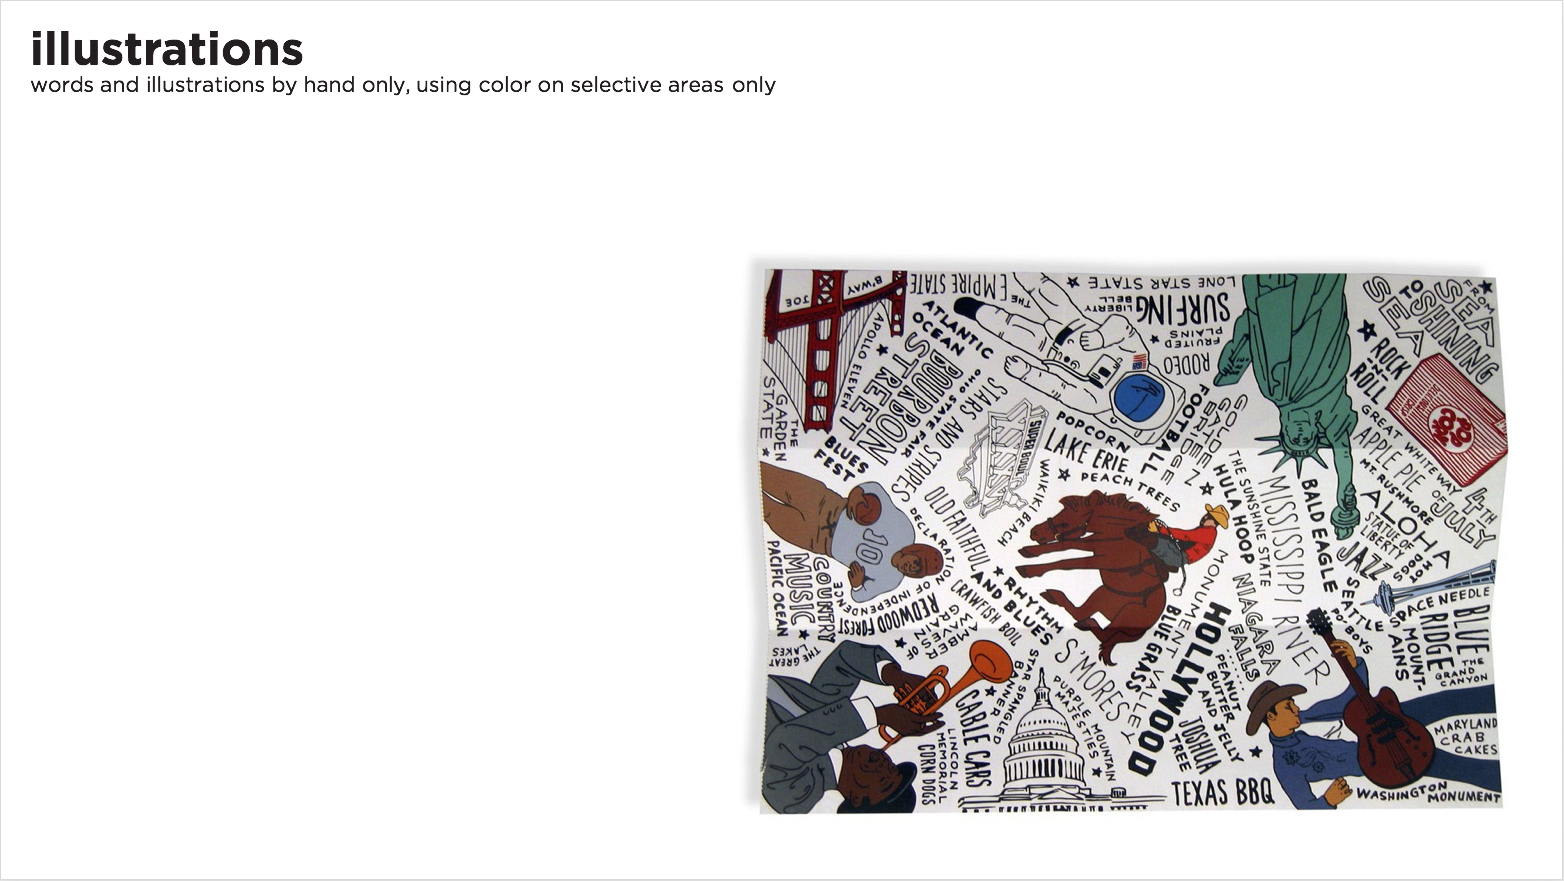 illustrations
words and illustrations by hand only, using color on selective areas only
JOE
B'WAY
THE
EMPIRE STATE
LONE STAR STATE
LIBERTY
BELL
SURFING
FRUITED
PLAINS
RODEO
FROM
SEA
TO
SHINING
SEA
APOLLO ELEVEN
ATLANTIC
OCEAN
BOURBON
STREET
OHIO STATE FAIR
STARS AND STRIPES
THE
GARDEN
STATE
BLUES
FEST
SUPER BOWL
POPCORN
LAKE ERIE
FOOTBALL
GOLDEN
GATE
BRIDGE
PEACH TREES
WAIKIKI BEACH
ROCK
-N-
ROLL
POP
CORN
GREAT WHITE WAY
APPLE PIE
MT. RUSHMORE
4TH
OF
JULY
ALOHA
STATUE OF
LIBERTY
HOT
DOGS
JAZZ
BALD EAGLE
THE SUNSHINE STATE
HULA HOOP
MISSISSIPPI RIVER
SEATTLE
SPACE NEEDLE
PO' BOYS
10
OLD FAITHFUL
DECLARATION
OF INDEPENDENCE
PACIFIC OCEAN
COUNTRY
MUSIC
REDWOOD FOREST
CRAWFISH BOIL
AMBER
WAVES OF
GRAIN
THE
GREAT
LAKES
RHYTHM
AND BLUES
MONUMENT VALLEY
BLUE GRASS
HOLLYWOOD
NIAGARA
FALLS
BLUE
RIDGE
MOUNT-
AINS
THE
GRAND
CANYON
S'MORES
STAR SPANGLED
BANNER
PURPLE MOUNTAIN
MAJESTIES
PEANUT
BUTTER
AND JELLY
JOSHUA
TREE
CABLE CARS
LINCOLN
MEMORIAL
CORN DOGS
TEXAS BBQ
MARYLAND
CRAB
CAKES
WASHINGTON
MONUMENT